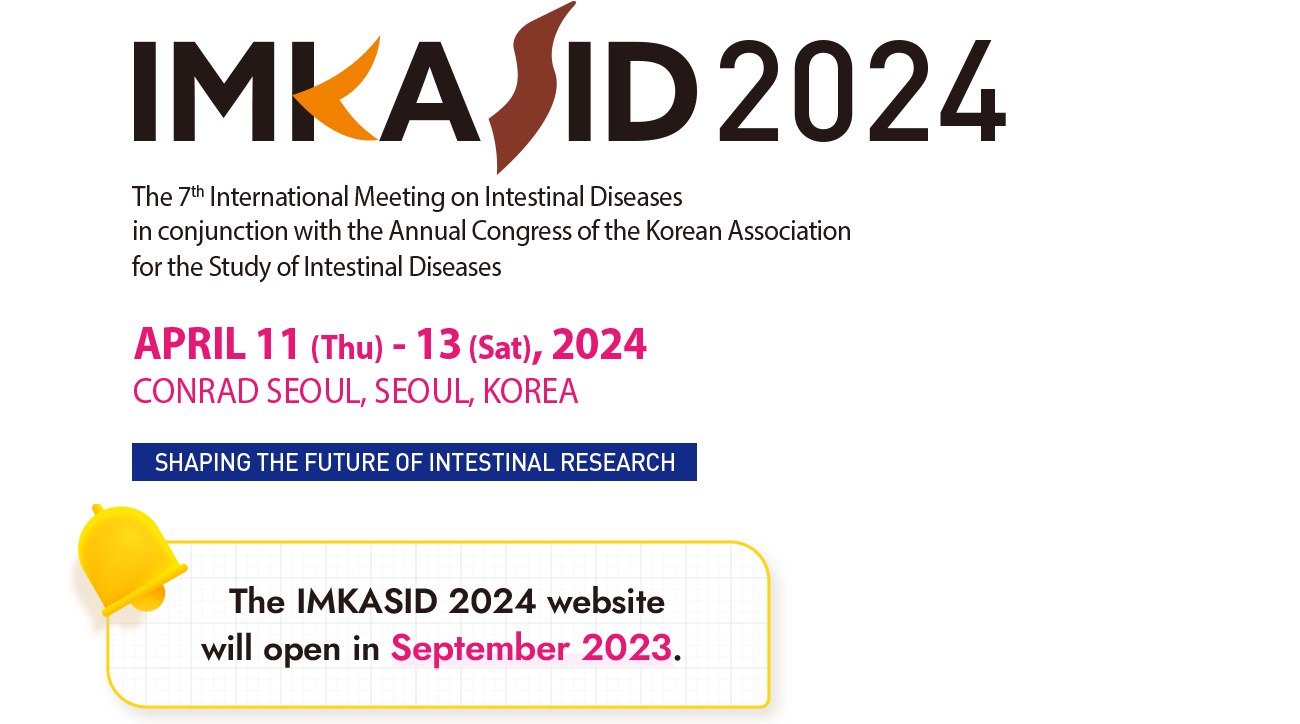 IMKASID 2024
The 7th International Meeting on Intestinal Diseases
in conjunction with the Annual Congress of the Korean Association
for the Study of Intestinal Diseases
APRIL 11 (Thu) - 13 (Sat), 2024
CONRAD SEOUL, SEOUL, KOREA
SHAPING THE FUTURE OF INTESTINAL RESEARCH
The IMKASID 2024 website
will open in September 2023.